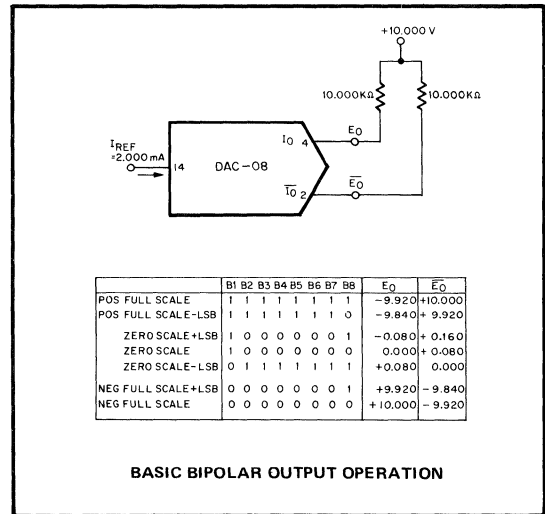 +10.000 V
10.000KΩ 10.000KΩ
IREF
=2.000 mA
14
DAC-08
IO 4
EO
I̅O̅ 2
E̅O̅
B1 B2 B3 B4 B5 B6 B7 B8 EO E̅O̅
POS FULL SCALE 1 1 1 1 1 1 1 1 -9.920 +10.000
POS FULL SCALE-LSB 1 1 1 1 1 1 1 0 -9.840 + 9.920
ZERO SCALE+LSB 1 0 0 0 0 0 0 1 -0.080 + 0.160
ZERO SCALE 1 0 0 0 0 0 0 0 0.000 + 0.080
ZERO SCALE-LSB 0 1 1 1 1 1 1 1 +0.080 0.000
NEG FULL SCALE+LSB 0 0 0 0 0 0 0 1 +9.920 - 9.840
NEG FULL SCALE 0 0 0 0 0 0 0 0 + 10.000 - 9.920
BASIC BIPOLAR OUTPUT OPERATION